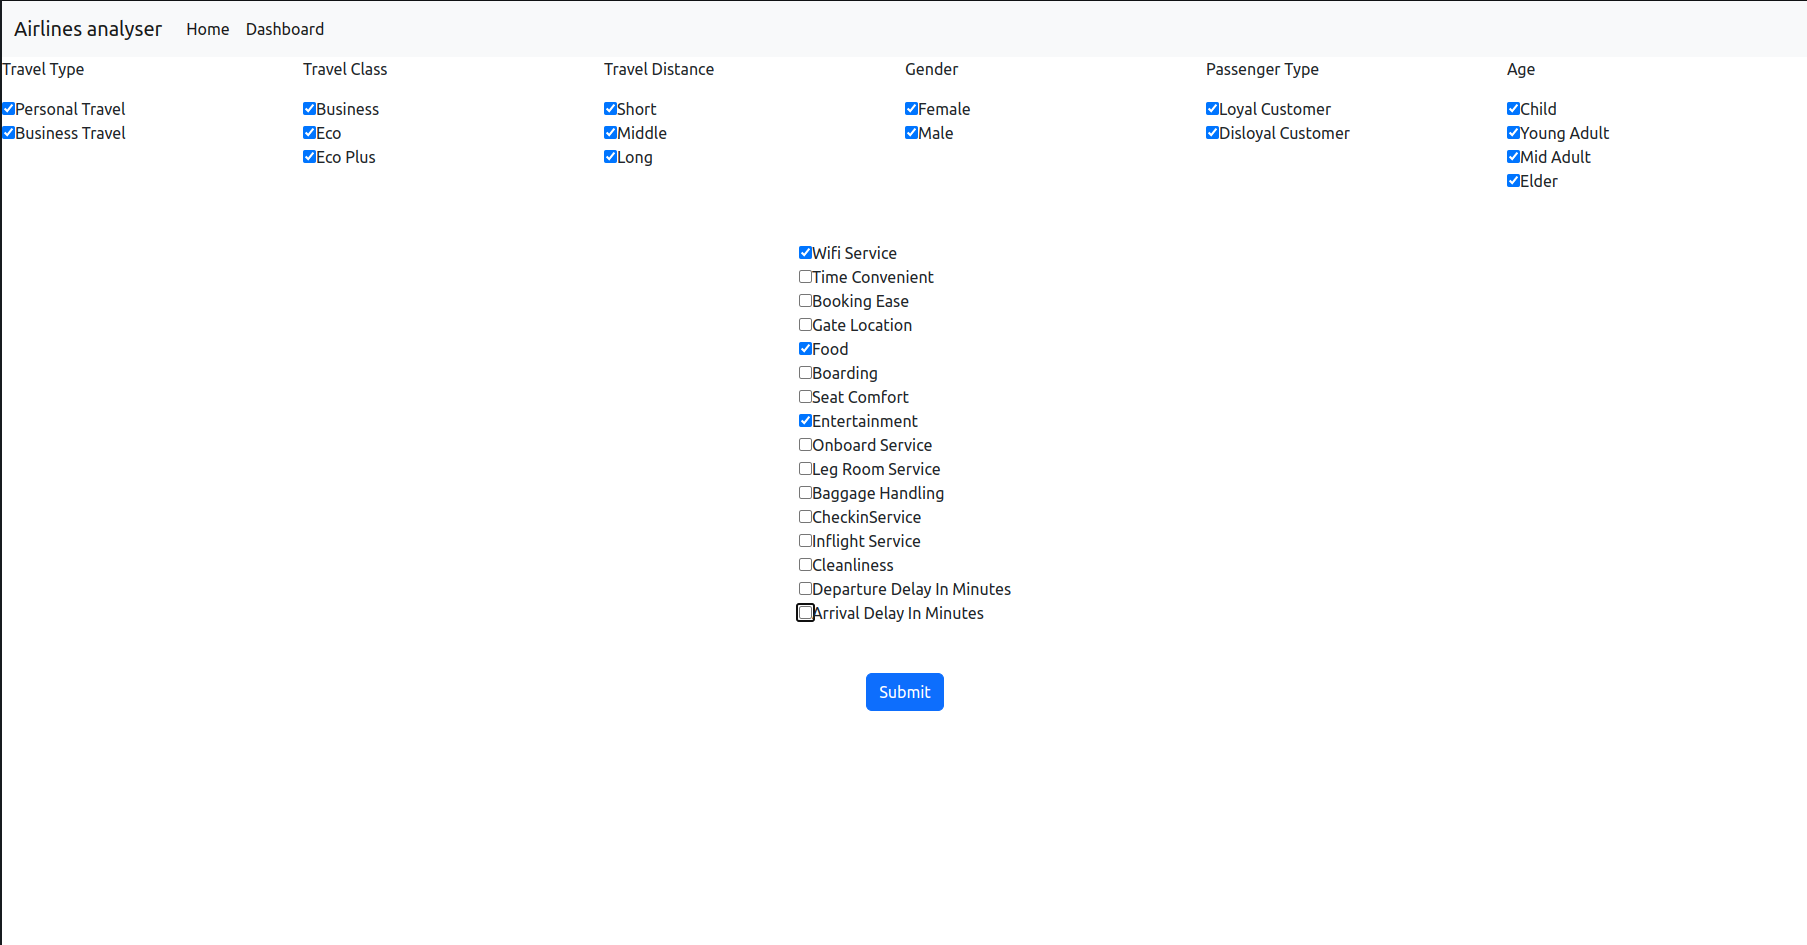 Airlines analyser Home Dashboard
Travel Type Travel Class Travel Distance Gender Passenger Type Age
Personal Travel Business Short Female Loyal Customer Child
Business Travel Eco Middle Male Disloyal Customer Young Adult
Eco Plus Long Mid Adult
Elder
Wifi Service
Time Convenient
Booking Ease
Gate Location
Food
Boarding
Seat Comfort
Entertainment
Onboard Service
Leg Room Service
Baggage Handling
CheckinService
Inflight Service
Cleanliness
Departure Delay In Minutes
Arrival Delay In Minutes
Submit